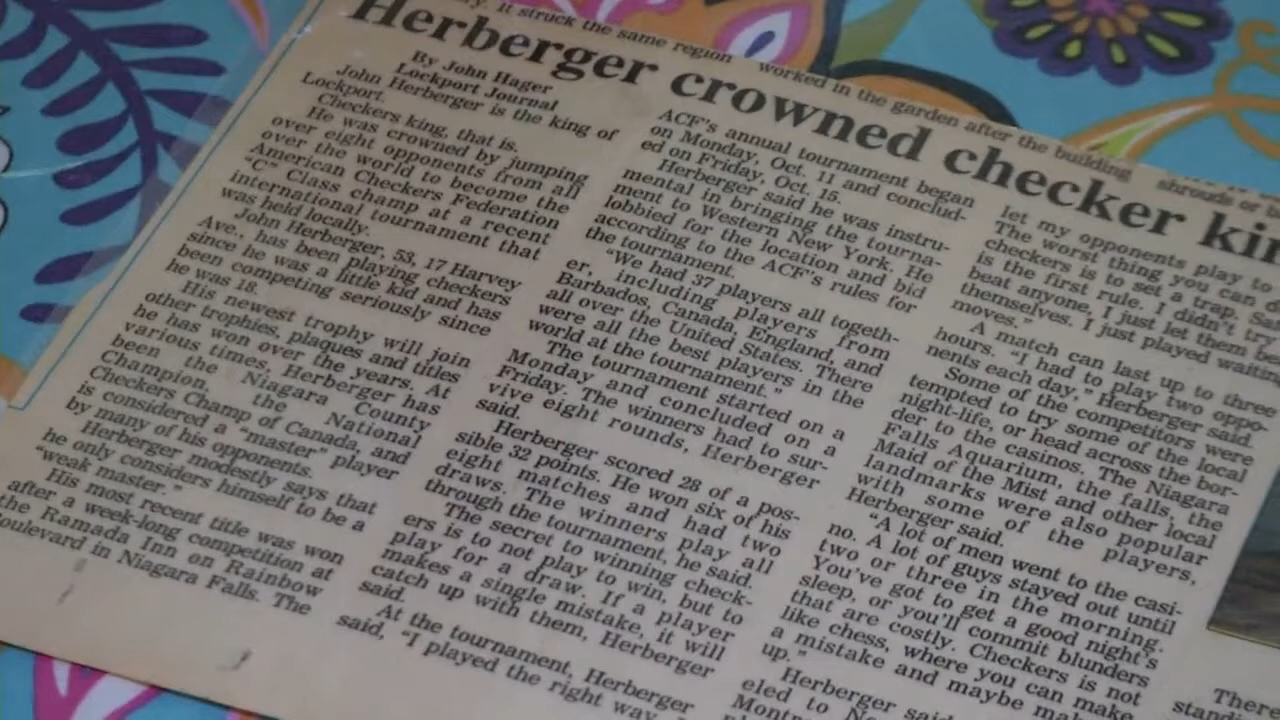 ry. It struck the same region
worked in the garden after the building
shrouds or
Herberger crowned checker
By John Hager
Lockport Journal
John Herberger is the king of
Lockport.
Checkers king, that is.
He was crowned by jumping
over eight opponents from all
over the world to become the
American Checkers Federation
"C" Class champ at a recent
international tournament that
was held locally.
John Herberger, 53, 17 Harvey
Ave., has been playing checkers
since he was a little kid and has
been competing seriously since
he was 18.
His newest trophy will join
other trophies, plaques and titles
he has won over the years. At
various times, Herberger has
been the Niagara County
Champion, the National
Checkers Champ of Canada, and
is considered a "master" player
by many of his opponents.
Herberger modestly says that
he only considers himself to be a
"weak master."
His most recent title was won
after a week-long competition at
the Ramada Inn on Rainbow
oulevard in Niagara Falls. The
ACF's annual tournament began
on Monday, Oct. 11 and conclud-
ed on Friday, Oct. 15.
Herberger said he was instru-
mental in bringing the tourna-
ment to Western New York. He
lobbied for the location and bid
according to the ACF's rules for
the tournament.
"We had 37 players all togeth-
er, including players from
Barbados, Canada, England, and
all over the United States. There
were all the best players in the
world at the tournament."
The tournament started on a
Monday, and concluded on a
Friday. The winners had to sur-
vive eight rounds, Herberger
said.
Herberger scored 28 of a pos-
sible 32 points. He won six of his
eight matches and had two
draws. The winners play all
through the tournament, he said.
The secret to winning check-
ers is to not play to win, but to
play for a draw. If a player
makes a single mistake, it will
catch up with them, Herberger
said.
At the tournament, Herberger
said, "I played the right way.
let my opponents play to
The worst thing you can
checkers is to set a trap.
is the first rule. I didn't try
beat anyone, I just let them
themselves. I just played waiting
moves."
A match can last up to three
hours. "I had to play two oppo-
nents each day." Herberger said.
Some of the competitors were
tempted to try some of the local
night-life, or head across the bor-
der to the casinos. The Niagara
Falls Aquarium, the falls, the
Maid of the Mist and other local
landmarks were also popular
with some of the players,
Herberger said.
"A lot of men went to the casi-
no. A lot of guys stayed out until
two or three in the morning.
You've got to get a good night's
sleep, or you'll commit blunders
that are costly. Checkers is not
like chess, where you can make
a mistake and maybe
up."
Herberger said
eled to
There